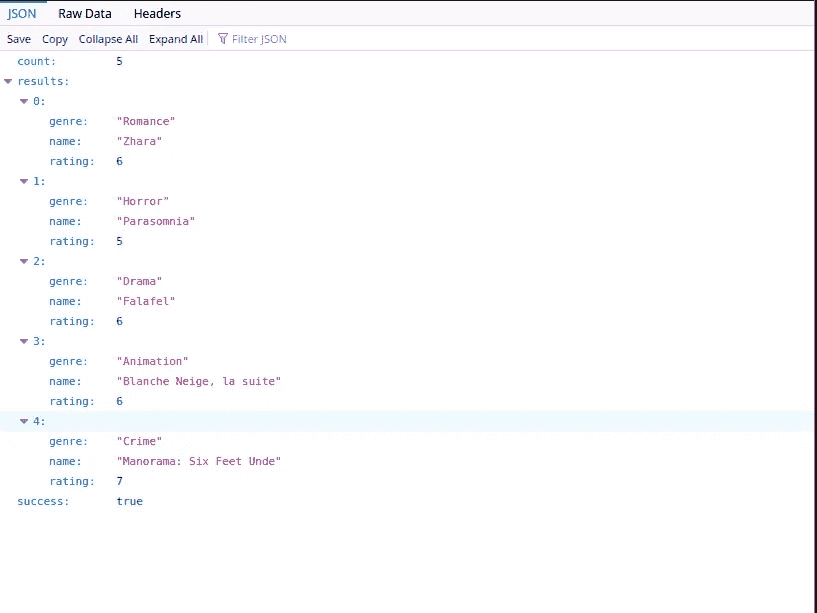 JSON Raw Data Headers
Save Copy Collapse All Expand All Filter JSON
count: 5
results:
0:
genre: "Romance"
name: "Zhara"
rating: 6
1:
genre: "Horror"
name: "Parasomnia"
rating: 5
2:
genre: "Drama"
name: "Falafel"
rating: 6
3:
genre: "Animation"
name: "Blanche Neige, la suite"
rating: 6
4:
genre: "Crime"
name: "Manorama: Six Feet Unde"
rating: 7
success: true